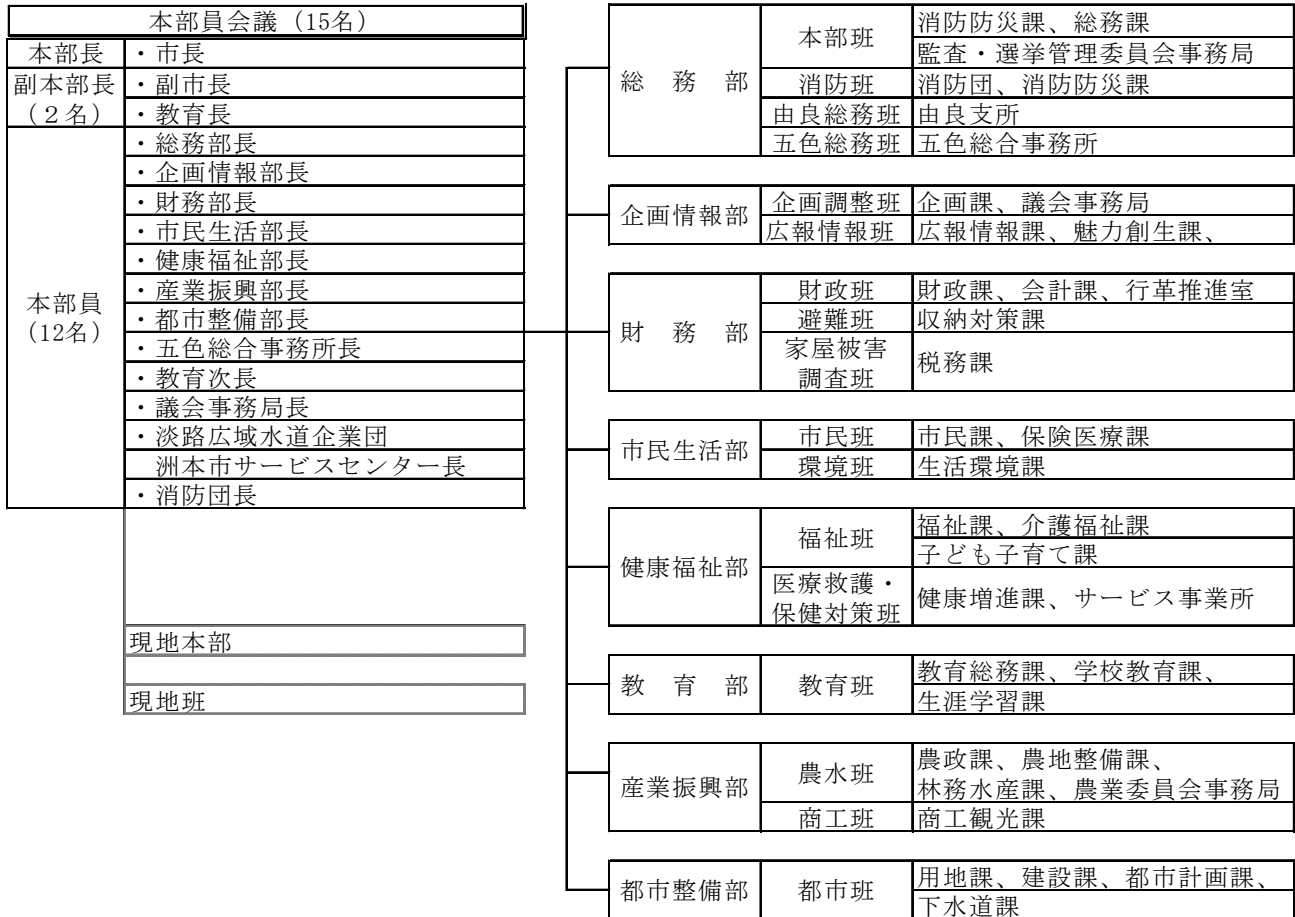 本部員会議（15名）
本部長
・市長
副本部長
（２名）
・副市長
・教育長
本部員
(12名)
・総務部長
・企画情報部長
・財務部長
・市民生活部長
・健康福祉部長
・産業振興部長
・都市整備部長
・五色総合事務所長
・教育次長
・議会事務局長
・淡路広域水道企業団
洲本市サービスセンター長
・消防団長
現地本部
現地班
総　務　部
本部班
消防防災課、総務課
監査・選挙管理委員会事務局
消防班
消防団、消防防災課
由良総務班
由良支所
五色総務班
五色総合事務所
企画情報部
企画調整班
企画課、議会事務局
広報情報班
広報情報課、魅力創生課、
財　務　部
財政班
財政課、会計課、行革推進室
避難班
収納対策課
家屋被害
調査班
税務課
市民生活部
市民班
市民課、保険医療課
環境班
生活環境課
健康福祉部
福祉班
福祉課、介護福祉課
子ども子育て課
医療救護・
保健対策班
健康増進課、サービス事業所
教　育　部
教育班
教育総務課、学校教育課、
生涯学習課
産業振興部
農水班
農政課、農地整備課、
林務水産課、農業委員会事務局
商工班
商工観光課
都市整備部
都市班
用地課、建設課、都市計画課、
下水道課